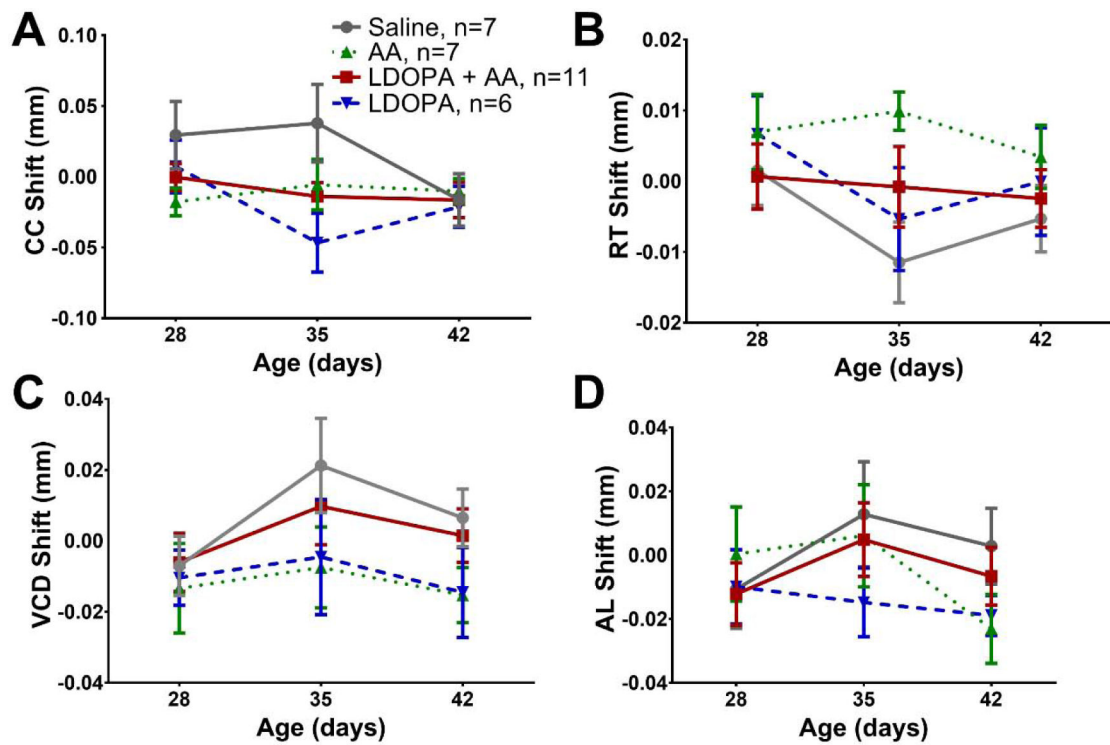 A
CC Shift (mm)
0.10
0.05
0.00
-0.05
-0.10
28
35
42
Age (days)
Saline, n=7
AA, n=7
LDOPA + AA, n=11
LDOPA, n=6
B
RT Shift (mm)
0.02
0.01
0.00
-0.01
-0.02
28
35
42
Age (days)
C
VCD Shift (mm)
0.04
0.02
0.00
-0.02
-0.04
28
35
42
Age (days)
D
AL Shift (mm)
0.04
0.02
0.00
-0.02
-0.04
28
35
42
Age (days)